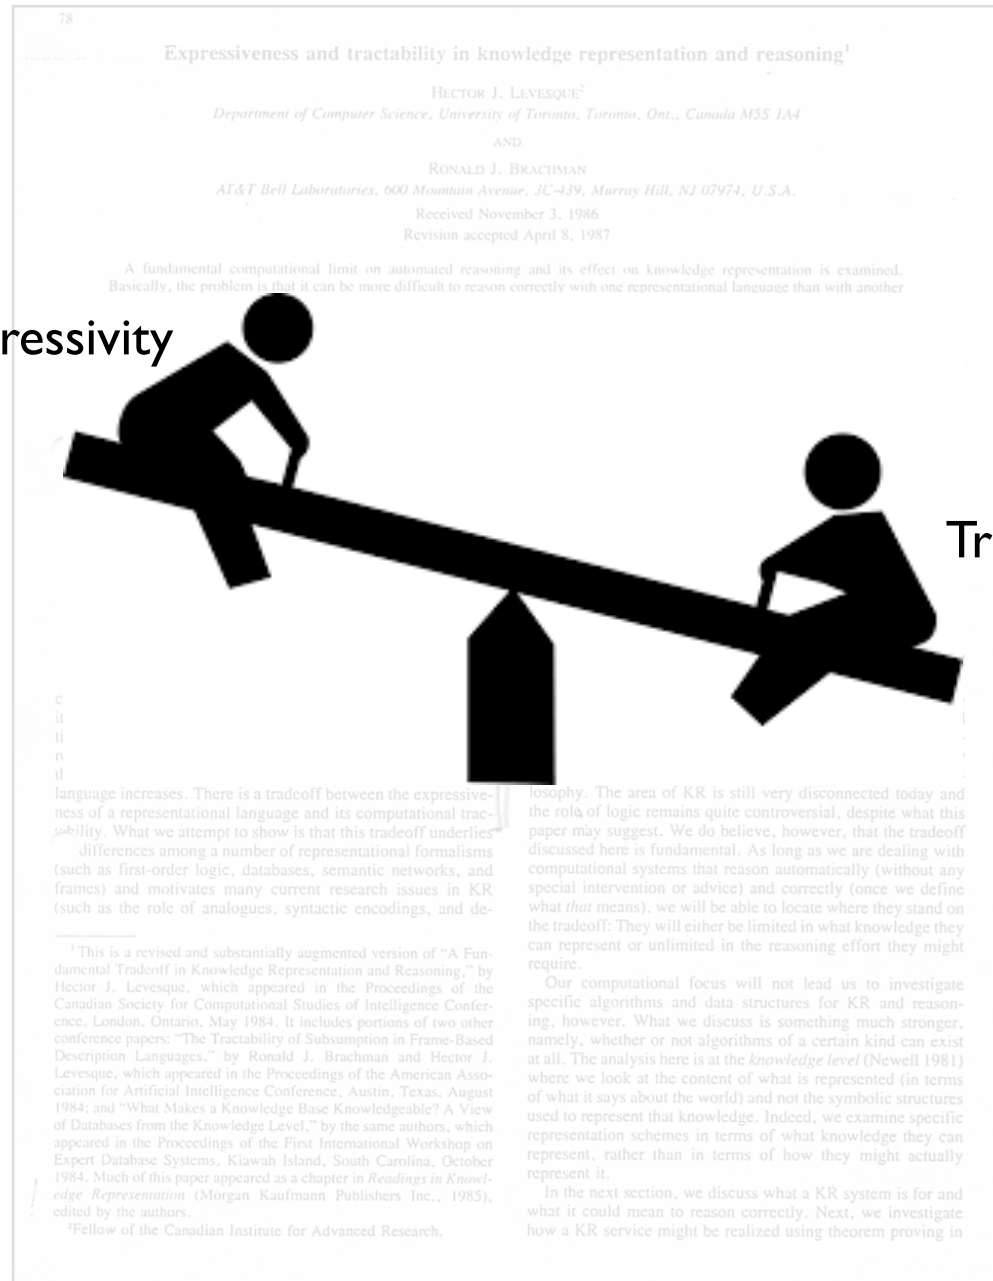 78
Expressiveness and tractability in knowledge representation and reasoning¹
HECTOR J. LEVESQUE²
Department of Computer Science, University of Toronto, Toronto, Ont., Canada M5S 1A4
AND
RONALD J. BRACHMAN
AT&T Bell Laboratories, 600 Mountain Avenue, 3C-439, Murray Hill, NJ 07974, U.S.A.
Received November 3, 1986
Revision accepted April 8, 1987
A fundamental computational limit on automated reasoning and its effect on knowledge representation is examined.
Basically, the problem is that it can be more difficult to reason correctly with one representational language than with another
ressivity
Tr
c
it
ti
th
language increases. There is a tradeoff between the expressive-
ness of a representational language and its computational trac-
tability. What we attempt to show is that this tradeoff underlies
differences among a number of representational formalisms
(such as first-order logic, databases, semantic networks, and
frames) and motivates many current research issues in KR
(such as the role of analogues, syntactic encodings, and de-
¹This is a revised and substantially augmented version of "A Fun-
damental Tradeoff in Knowledge Representation and Reasoning," by
Hector J. Levesque, which appeared in the Proceedings of the
Canadian Society for Computational Studies of Intelligence Confer-
ence, London, Ontario, May 1984. It includes portions of two other
conference papers: "The Tractability of Subsumption in Frame-Based
Description Languages," by Ronald J. Brachman and Hector J.
Levesque, which appeared in the Proceedings of the American Asso-
ciation for Artificial Intelligence Conference, Austin, Texas, August
1984; and "What Makes a Knowledge Base Knowledgeable? A View
of Databases from the Knowledge Level," by the same authors, which
appeared in the Proceedings of the First International Workshop on
Expert Database Systems, Kiawah Island, South Carolina, October
1984. Much of this paper appeared as a chapter in Readings in Knowl-
edge Representation (Morgan Kaufmann Publishers Inc., 1985),
edited by the authors.
²Fellow of the Canadian Institute for Advanced Research.
losophy. The area of KR is still very disconnected today and
the role of logic remains quite controversial, despite what this
paper may suggest. We do believe, however, that the tradeoff
discussed here is fundamental. As long as we are dealing with
computational systems that reason automatically (without any
special intervention or advice) and correctly (once we define
what that means), we will be able to locate where they stand on
the tradeoff: They will either be limited in what knowledge they
can represent or unlimited in the reasoning effort they might
require.
Our computational focus will not lead us to investigate
specific algorithms and data structures for KR and reason-
ing, however. What we discuss is something much stronger,
namely, whether or not algorithms of a certain kind can exist
at all. The analysis here is at the knowledge level (Newell 1981)
where we look at the content of what is represented (in terms
of what it says about the world) and not the symbolic structures
used to represent that knowledge. Indeed, we examine specific
representation schemes in terms of what knowledge they can
represent, rather than in terms of how they might actually
represent it.
In the next section, we discuss what a KR system is for and
what it could mean to reason correctly. Next, we investigate
how a KR service might be realized using theorem proving in